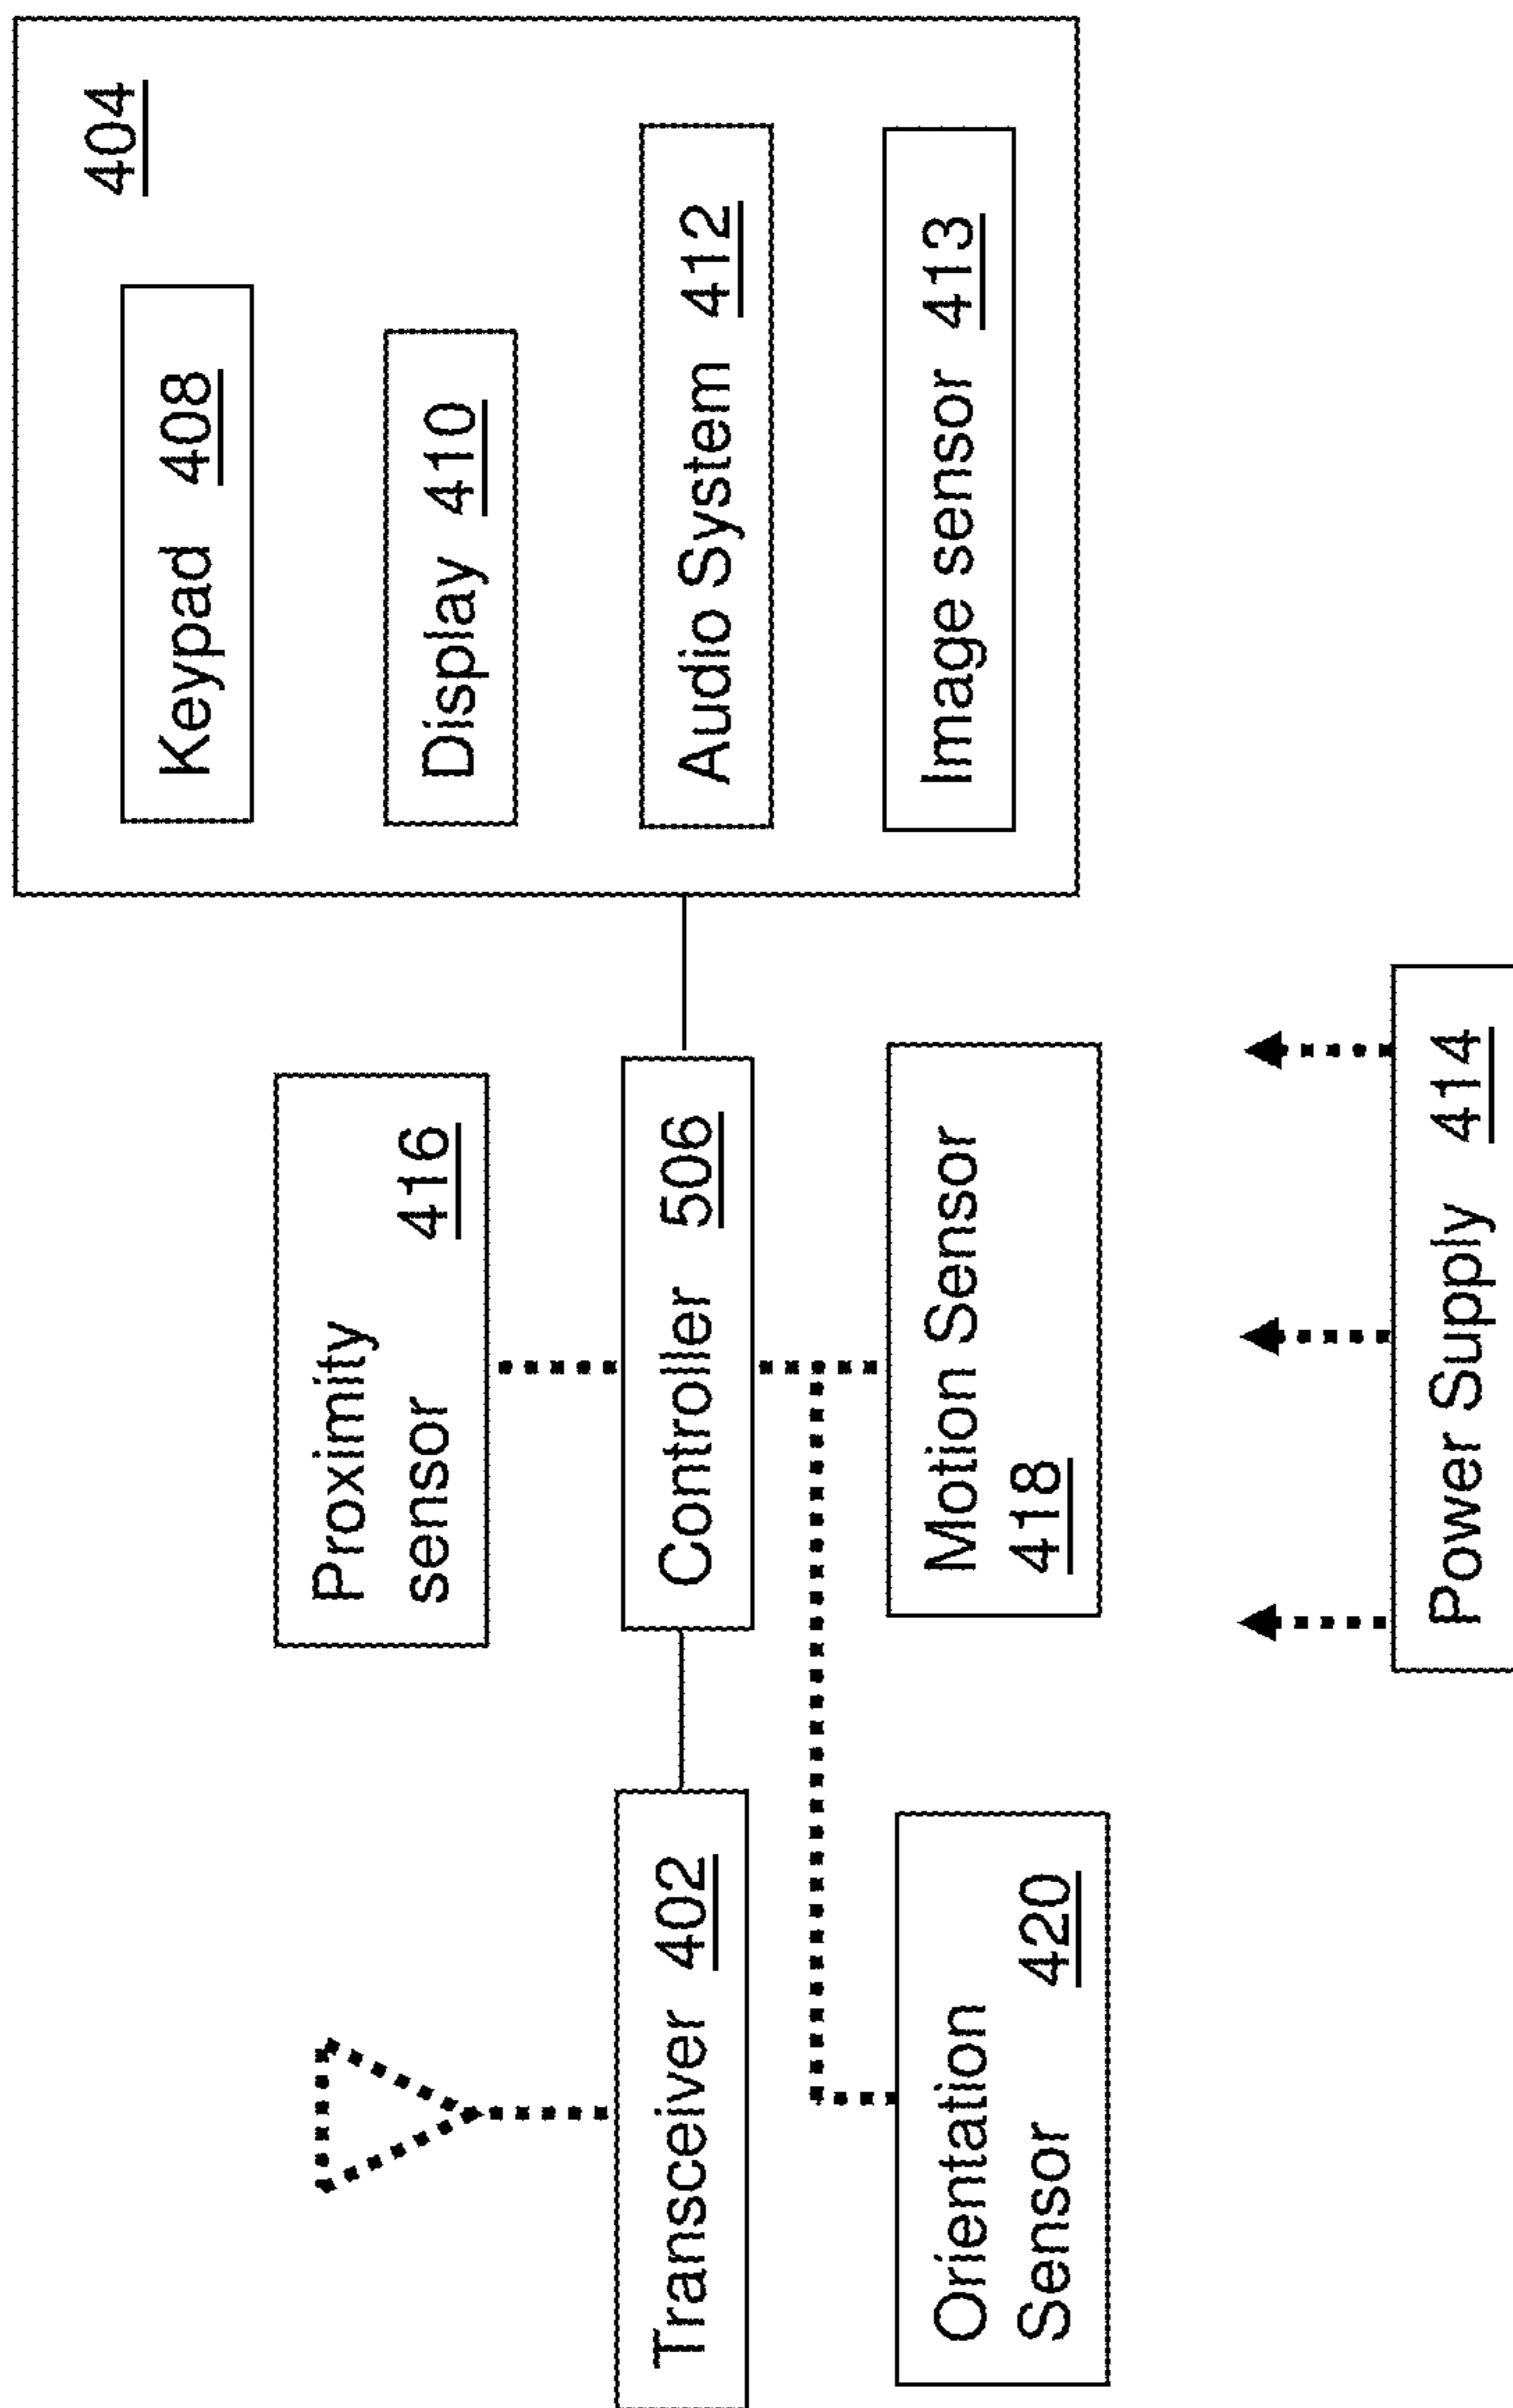 404
Keypad 408
Display 410
Audio System 412
Image sensor 413
Proximity
sensor 416
Controller 506
Motion Sensor
418
Transceiver 402
Orientation
Sensor 420
Power Supply 414